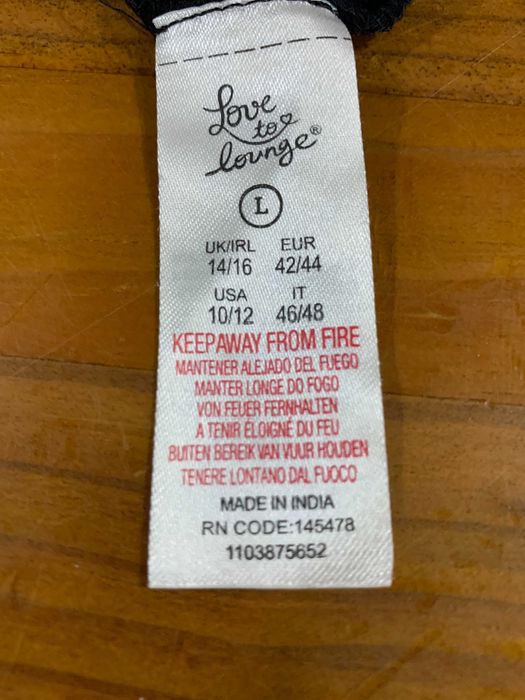 Love
to
lounge®
L
UK/IRL EUR
14/16 42/44
USA IT
10/12 46/48
KEEPAWAY FROM FIRE
MANTENER ALEJADO DEL FUEGO
MANTER LONGE DO FOGO
VON FEUER FERNHALTEN
A TENIR ÉLOIGNÉ DU FEU
BUITEN BEREIK VAN VUUR HOUDEN
TENERE LONTANO DAL FUOCO
MADE IN INDIA
RN CODE:145478
1103875652